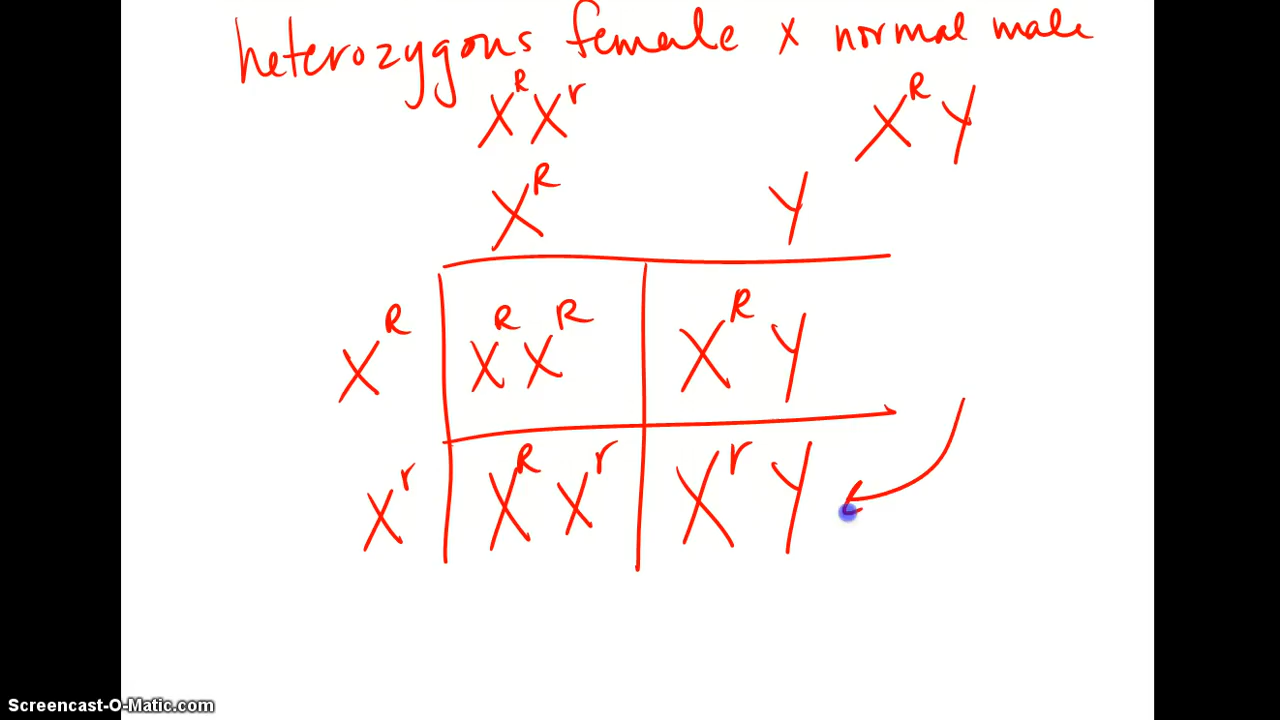 heterozygous female x normal male
X^R X^r X^R Y
X^R Y
X^R X^R X^R X^R Y
X^r X^R X^r X^r Y
Screencast-O-Matic.com